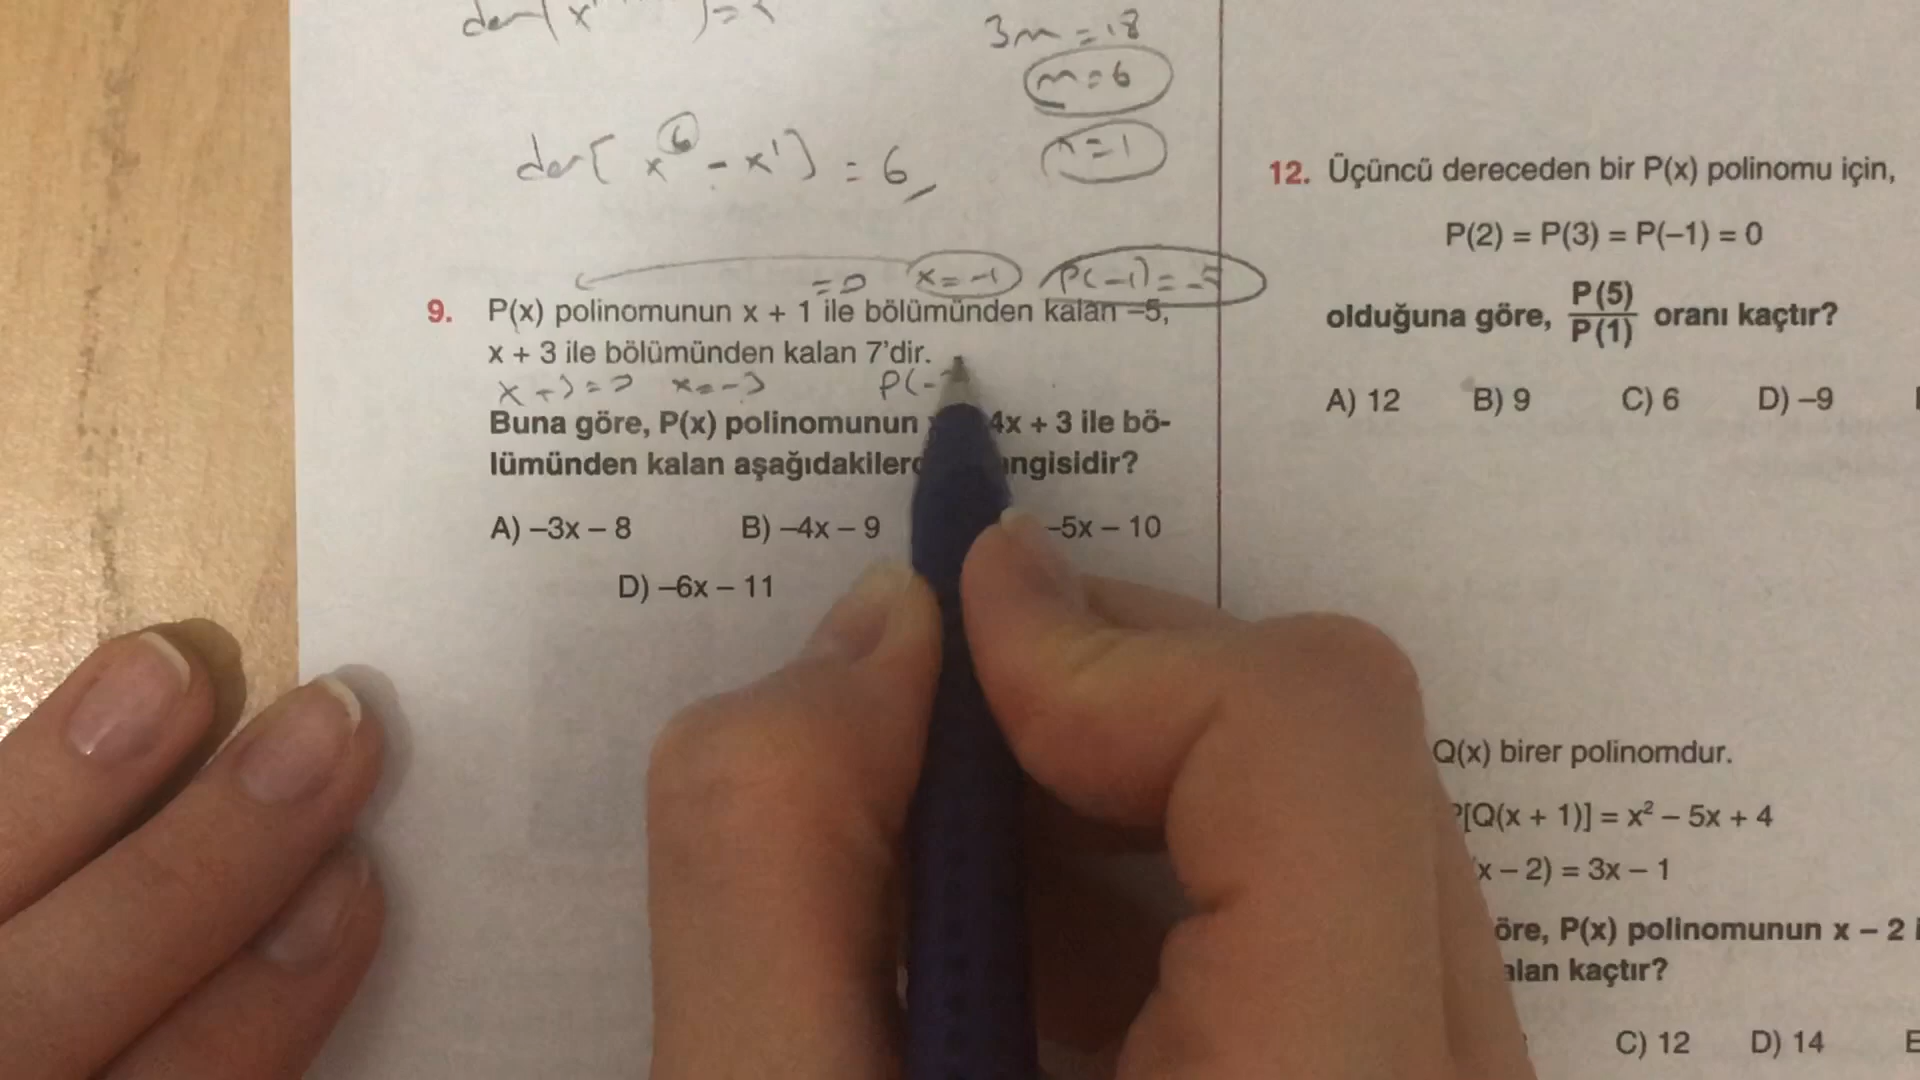 3m = 18
m = 6
der[ x⁶ - x¹ ] = 6
x = 1
= 0 x = -1 P(-1) = -5
9. P(x) polinomunun x + 1 ile bölümünden kalan –5,
x + 3 ile bölümünden kalan 7’dir.
x + 3 = 0 x = -3 P(-
Buna göre, P(x) polinomunun 4x + 3 ile bö-
lümünden kalan
A) –3x – 8 B) –4x – 9 –5x – 10
D) –6x – 11
12. Üçüncü dereceden bir P(x) polinomu için,
P(2) = P(3) = P(–1) = 0
olduğuna göre, P(5)/P(1) oranı kaçtır?
A) 12 B) 9 C) 6 D) –9
Q(x) birer polinomdur.
[Q(x + 1)] = x² – 5x + 4
x – 2) = 3x – 1
öre, P(x) polinomunun x – 2
alan kaçtır?
C) 12 D) 14 E